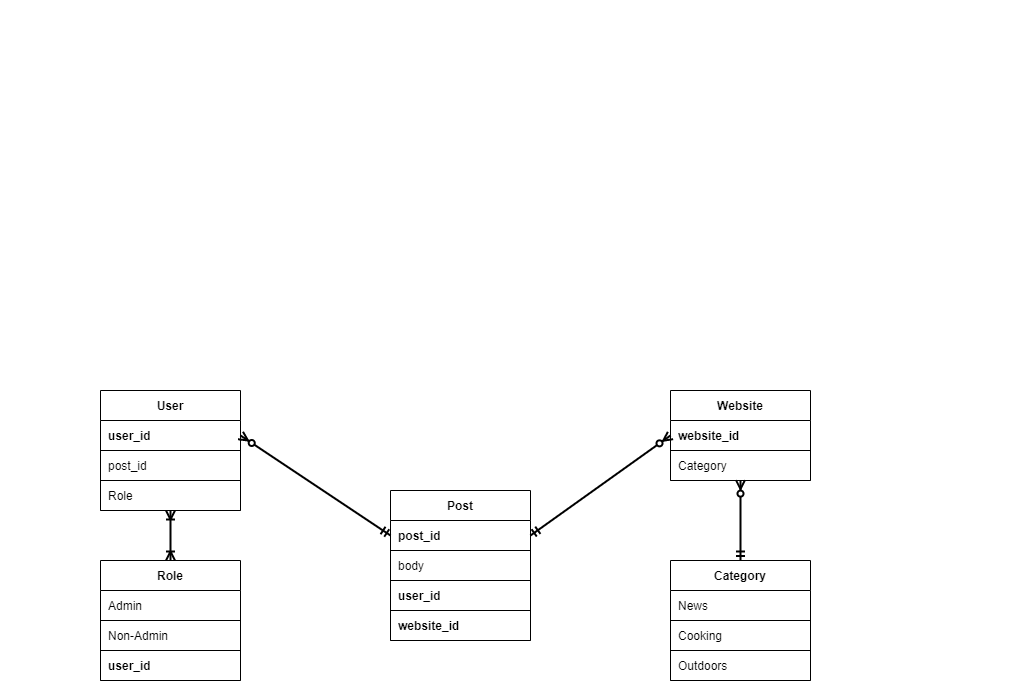 User
user_id
post_id
Role
Role
Admin
Non-Admin
user_id
Post
post_id
body
user_id
website_id
Website
website_id
Category
Category
News
Cooking
Outdoors